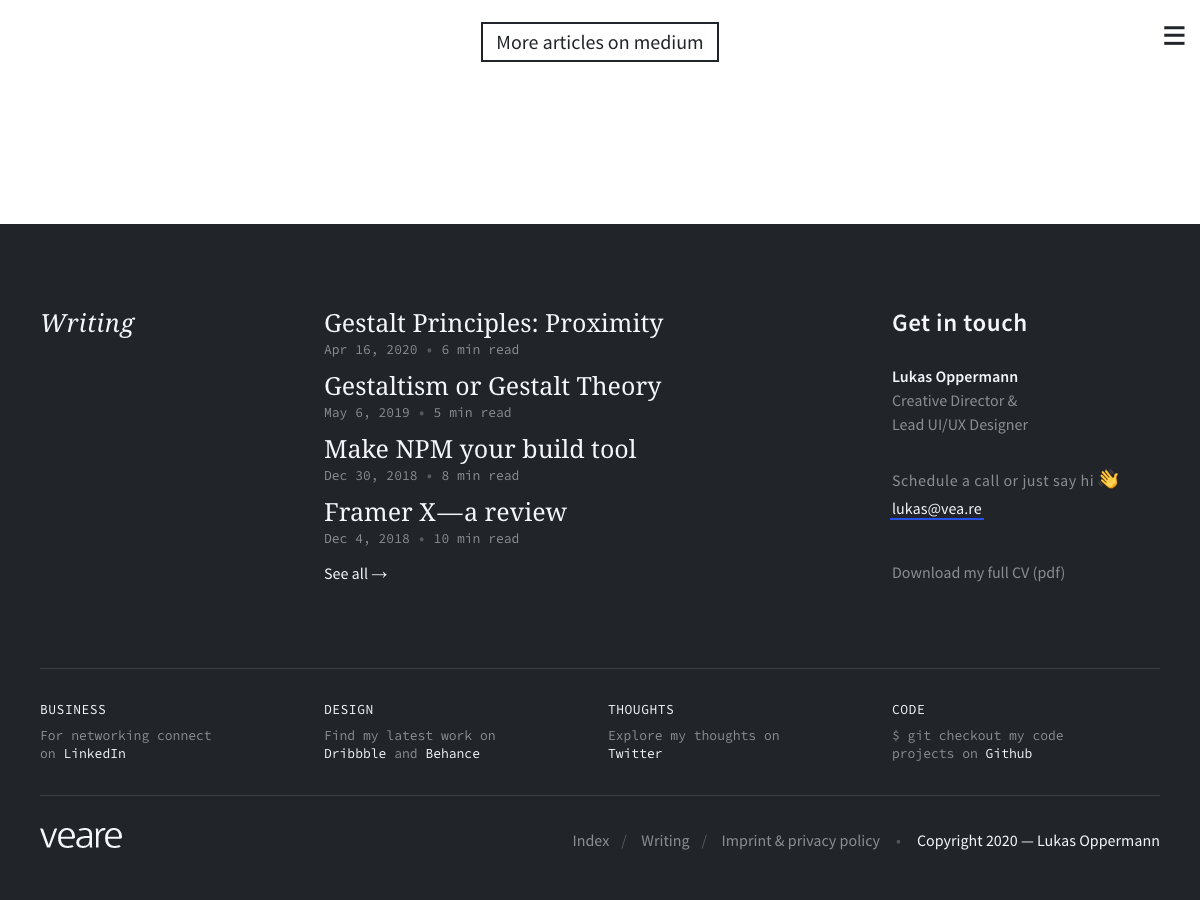 More articles on medium
Writing
Gestalt Principles: Proximity
Apr 16, 2020 • 6 min read
Gestaltism or Gestalt Theory
May 6, 2019 • 5 min read
Make NPM your build tool
Dec 30, 2018 • 8 min read
Framer X—a review
Dec 4, 2018 • 10 min read
See all →
Get in touch
Lukas Oppermann
Creative Director &
Lead UI/UX Designer
Schedule a call or just say hi 👋
lukas@vea.re
Download my full CV (pdf)
BUSINESS
For networking connect
on LinkedIn
DESIGN
Find my latest work on
Dribbble and Behance
THOUGHTS
Explore my thoughts on
Twitter
CODE
$ git checkout my code
projects on Github
veare
Index / Writing / Imprint & privacy policy • Copyright 2020 — Lukas Oppermann